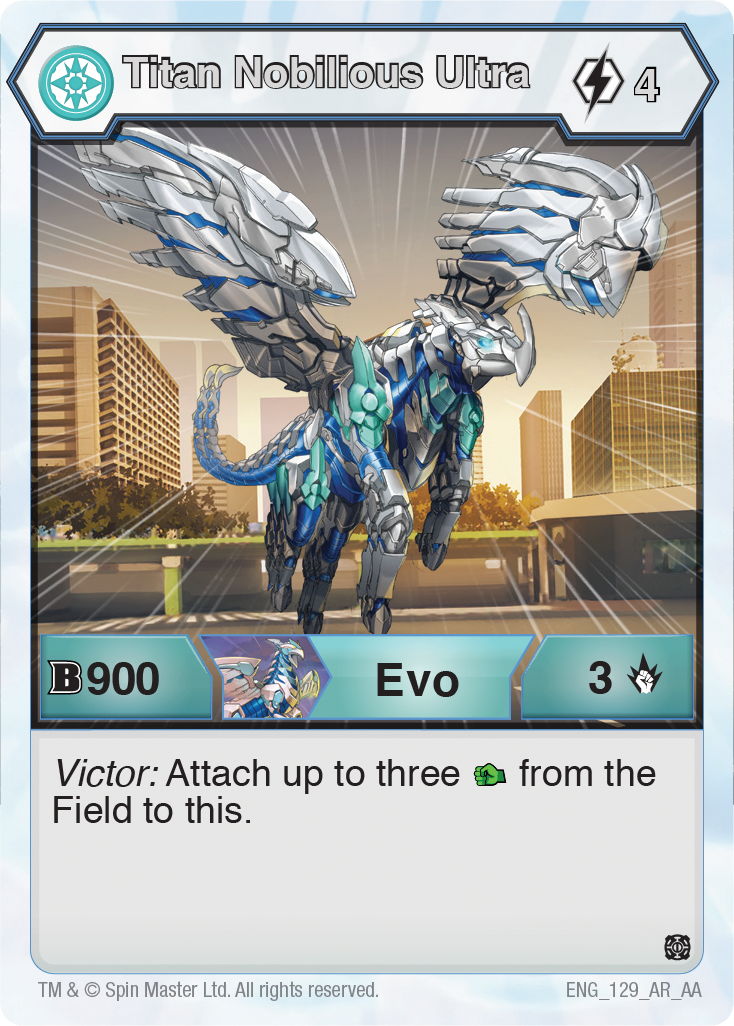 Titan Nobilious Ultra
4
B 900
Evo
3
Victor: Attach up to three from the
Field to this.
TM & © Spin Master Ltd. All rights reserved.
ENG_129_AR_AA